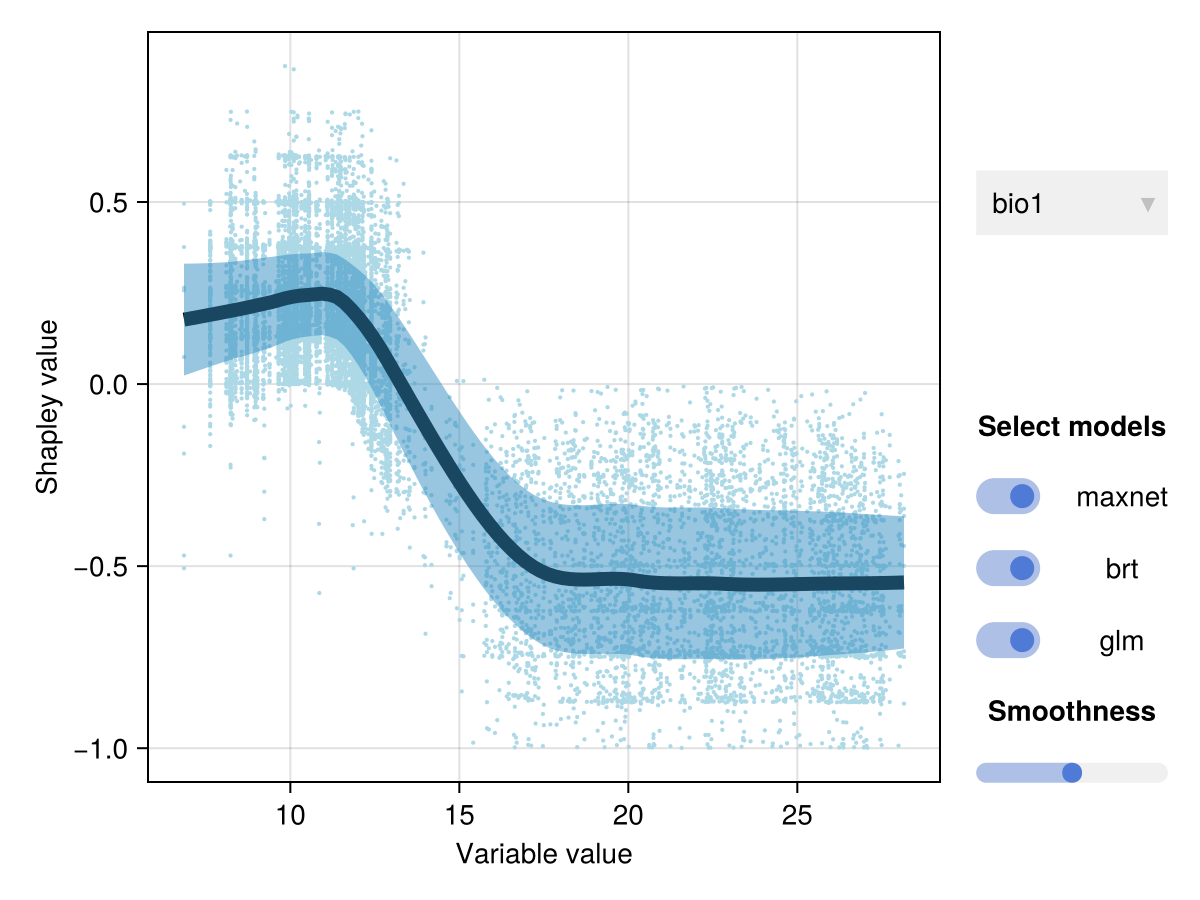 0.5
0.0
−0.5
−1.0
Shapley value
10 15 20 25
Variable value
bio1 ▼
Select models
maxnet
brt
glm
Smoothness